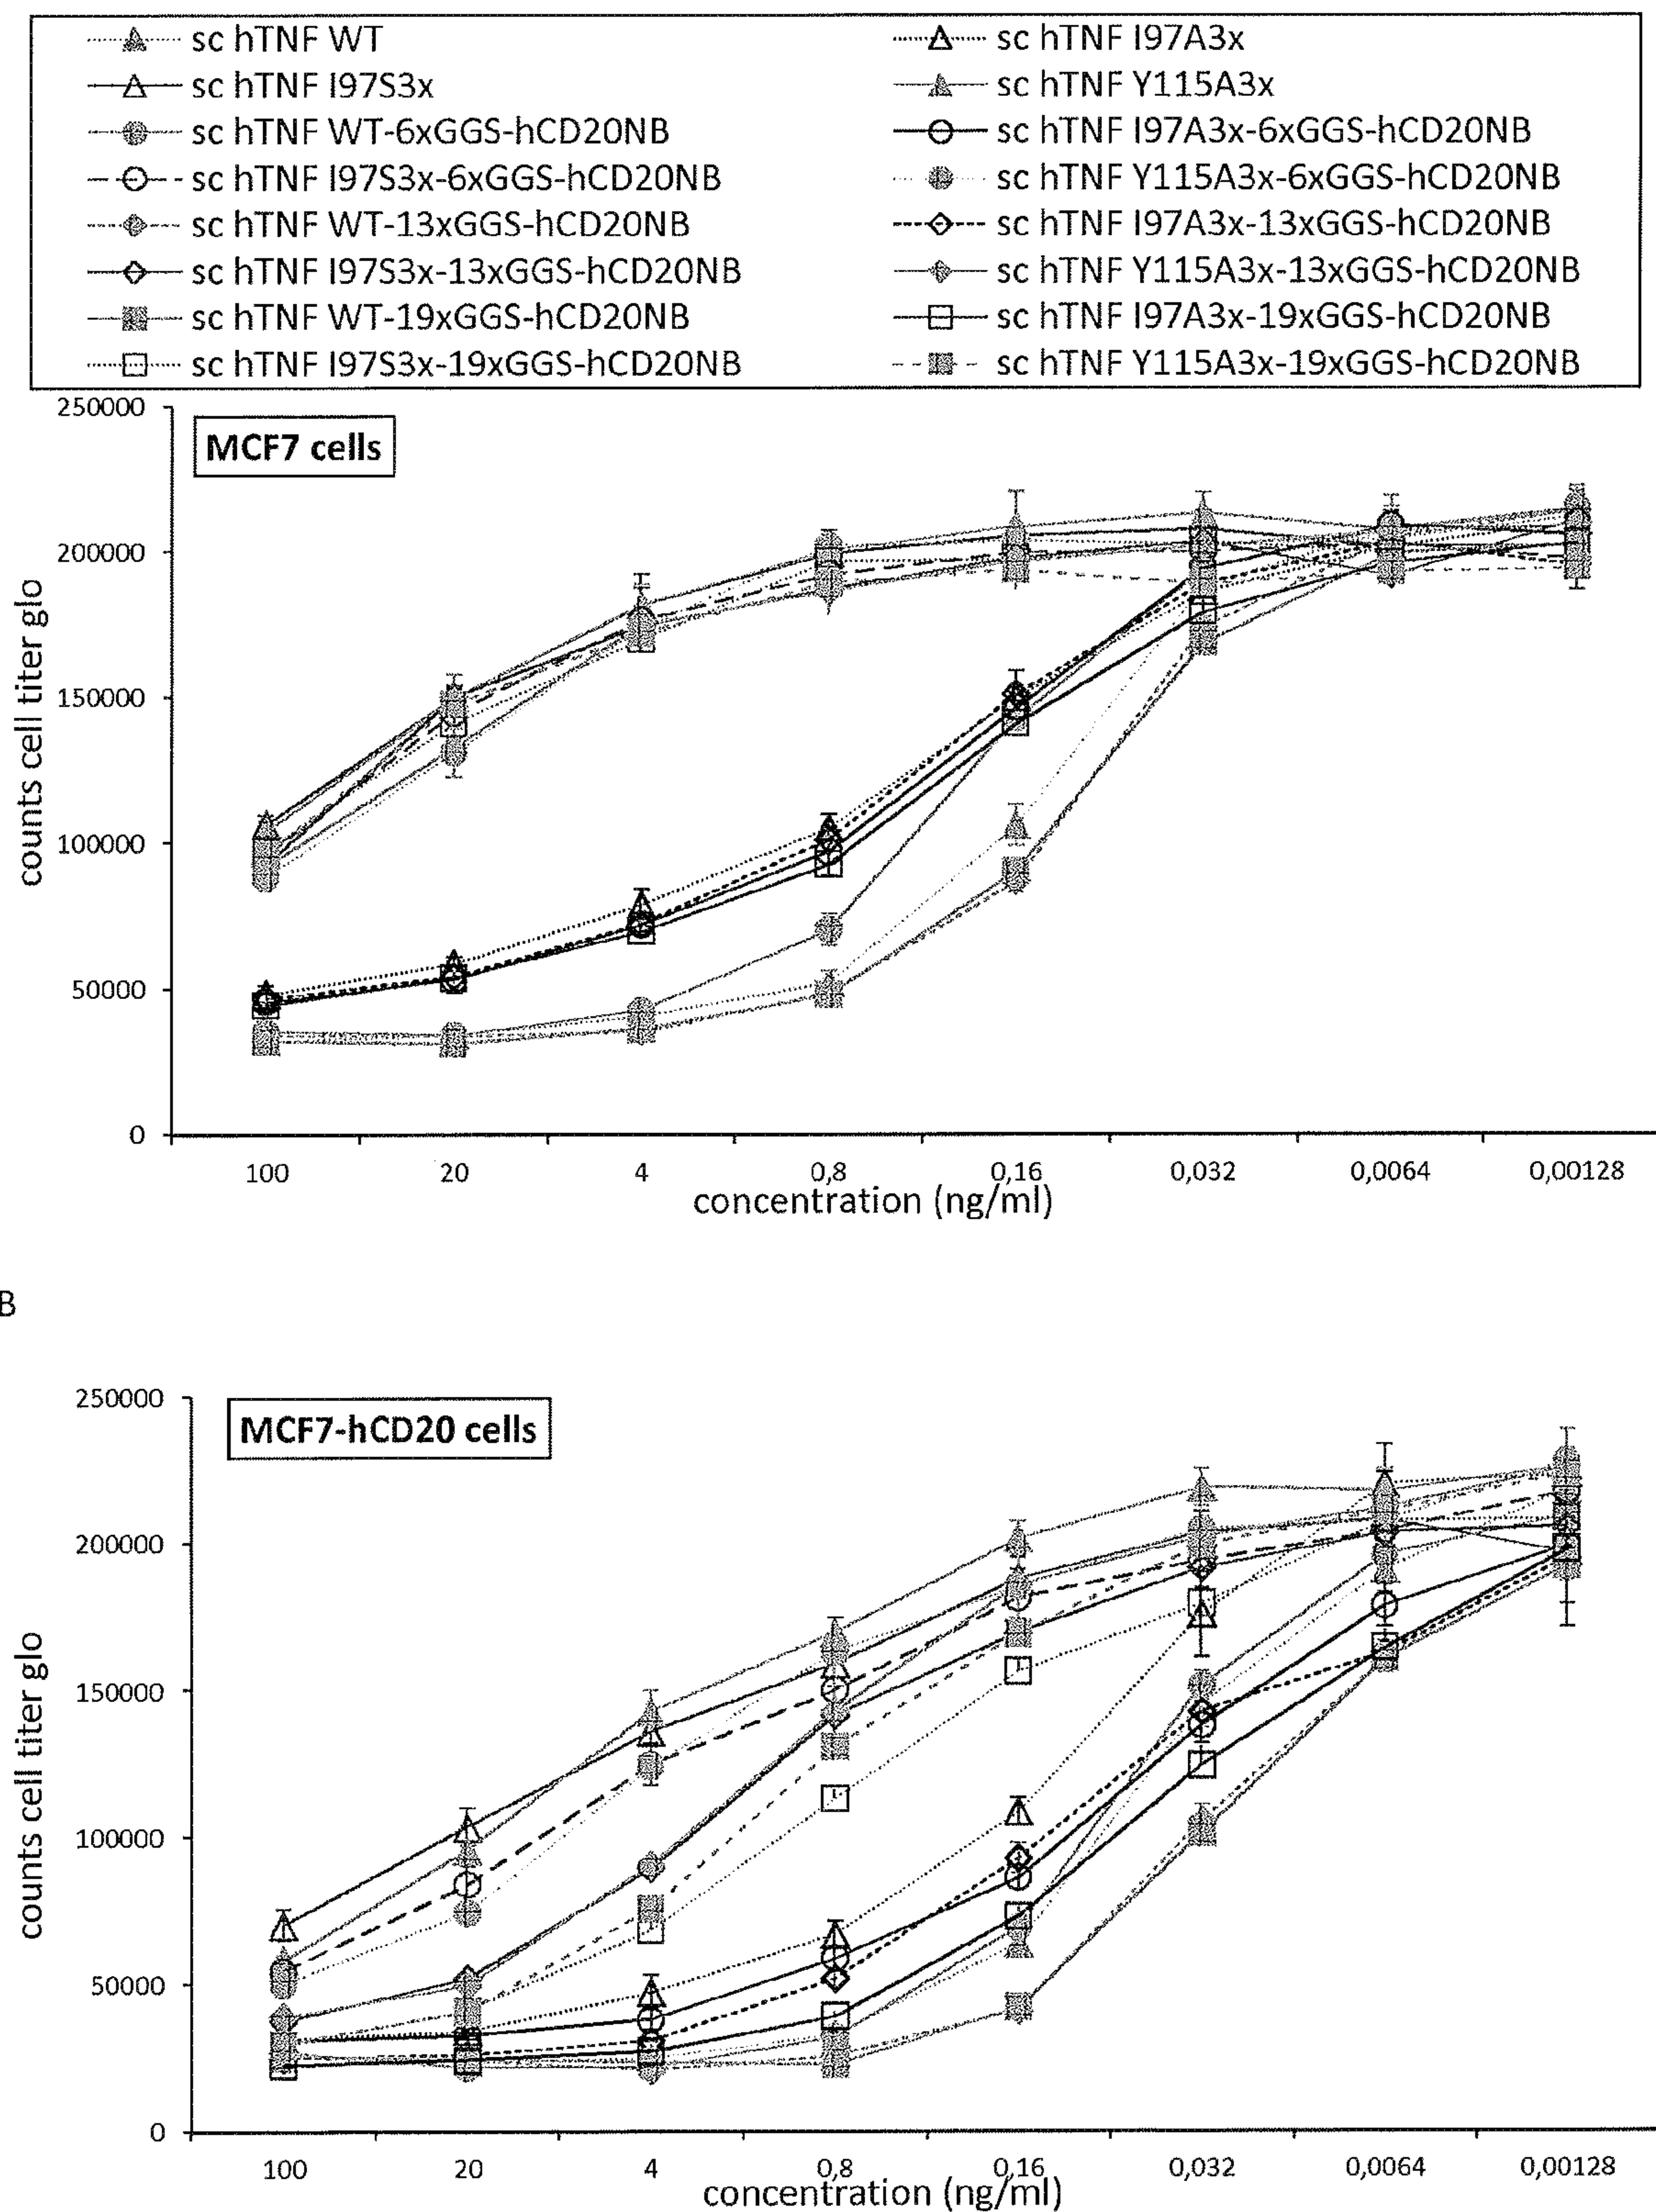 sc hTNF WT
sc hTNF I97A3x
sc hTNF I97S3x
sc hTNF Y115A3x
sc hTNF WT-6xGGS-hCD20NB
sc hTNF I97A3x-6xGGS-hCD20NB
sc hTNF I97S3x-6xGGS-hCD20NB
sc hTNF Y115A3x-6xGGS-hCD20NB
sc hTNF WT-13xGGS-hCD20NB
sc hTNF I97A3x-13xGGS-hCD20NB
sc hTNF I97S3x-13xGGS-hCD20NB
sc hTNF Y115A3x-13xGGS-hCD20NB
sc hTNF WT-19xGGS-hCD20NB
sc hTNF I97A3x-19xGGS-hCD20NB
sc hTNF I97S3x-19xGGS-hCD20NB
sc hTNF Y115A3x-19xGGS-hCD20NB
MCF7 cells
counts cell titer glo
250000
200000
150000
100000
50000
0
100 20 4 0,8 0,16 0,032 0,0064 0,00128
concentration (ng/ml)
B
MCF7-hCD20 cells
counts cell titer glo
250000
200000
150000
100000
50000
0
100 20 4 0,8 0,16 0,032 0,0064 0,00128
concentration (ng/ml)